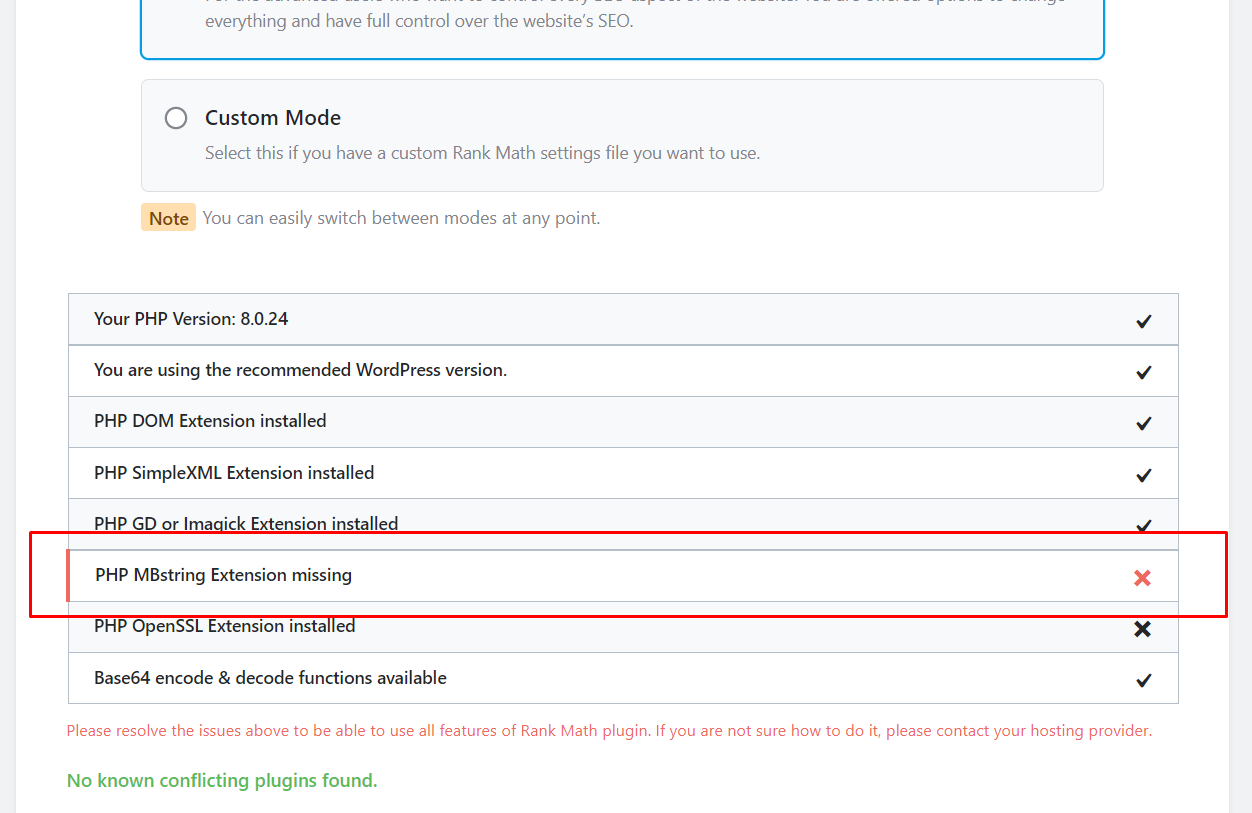 everything and have full control over the website's SEO.
Custom Mode
Select this if you have a custom Rank Math settings file you want to use.
Note You can easily switch between modes at any point.
Your PHP Version: 8.0.24
You are using the recommended WordPress version.
PHP DOM Extension installed
PHP SimpleXML Extension installed
PHP GD or Imagick Extension installed
PHP MBstring Extension missing
PHP OpenSSL Extension installed
Base64 encode & decode functions available
Please resolve the issues above to be able to use all features of Rank Math plugin. If you are not sure how to do it, please contact your hosting provider.
No known conflicting plugins found.